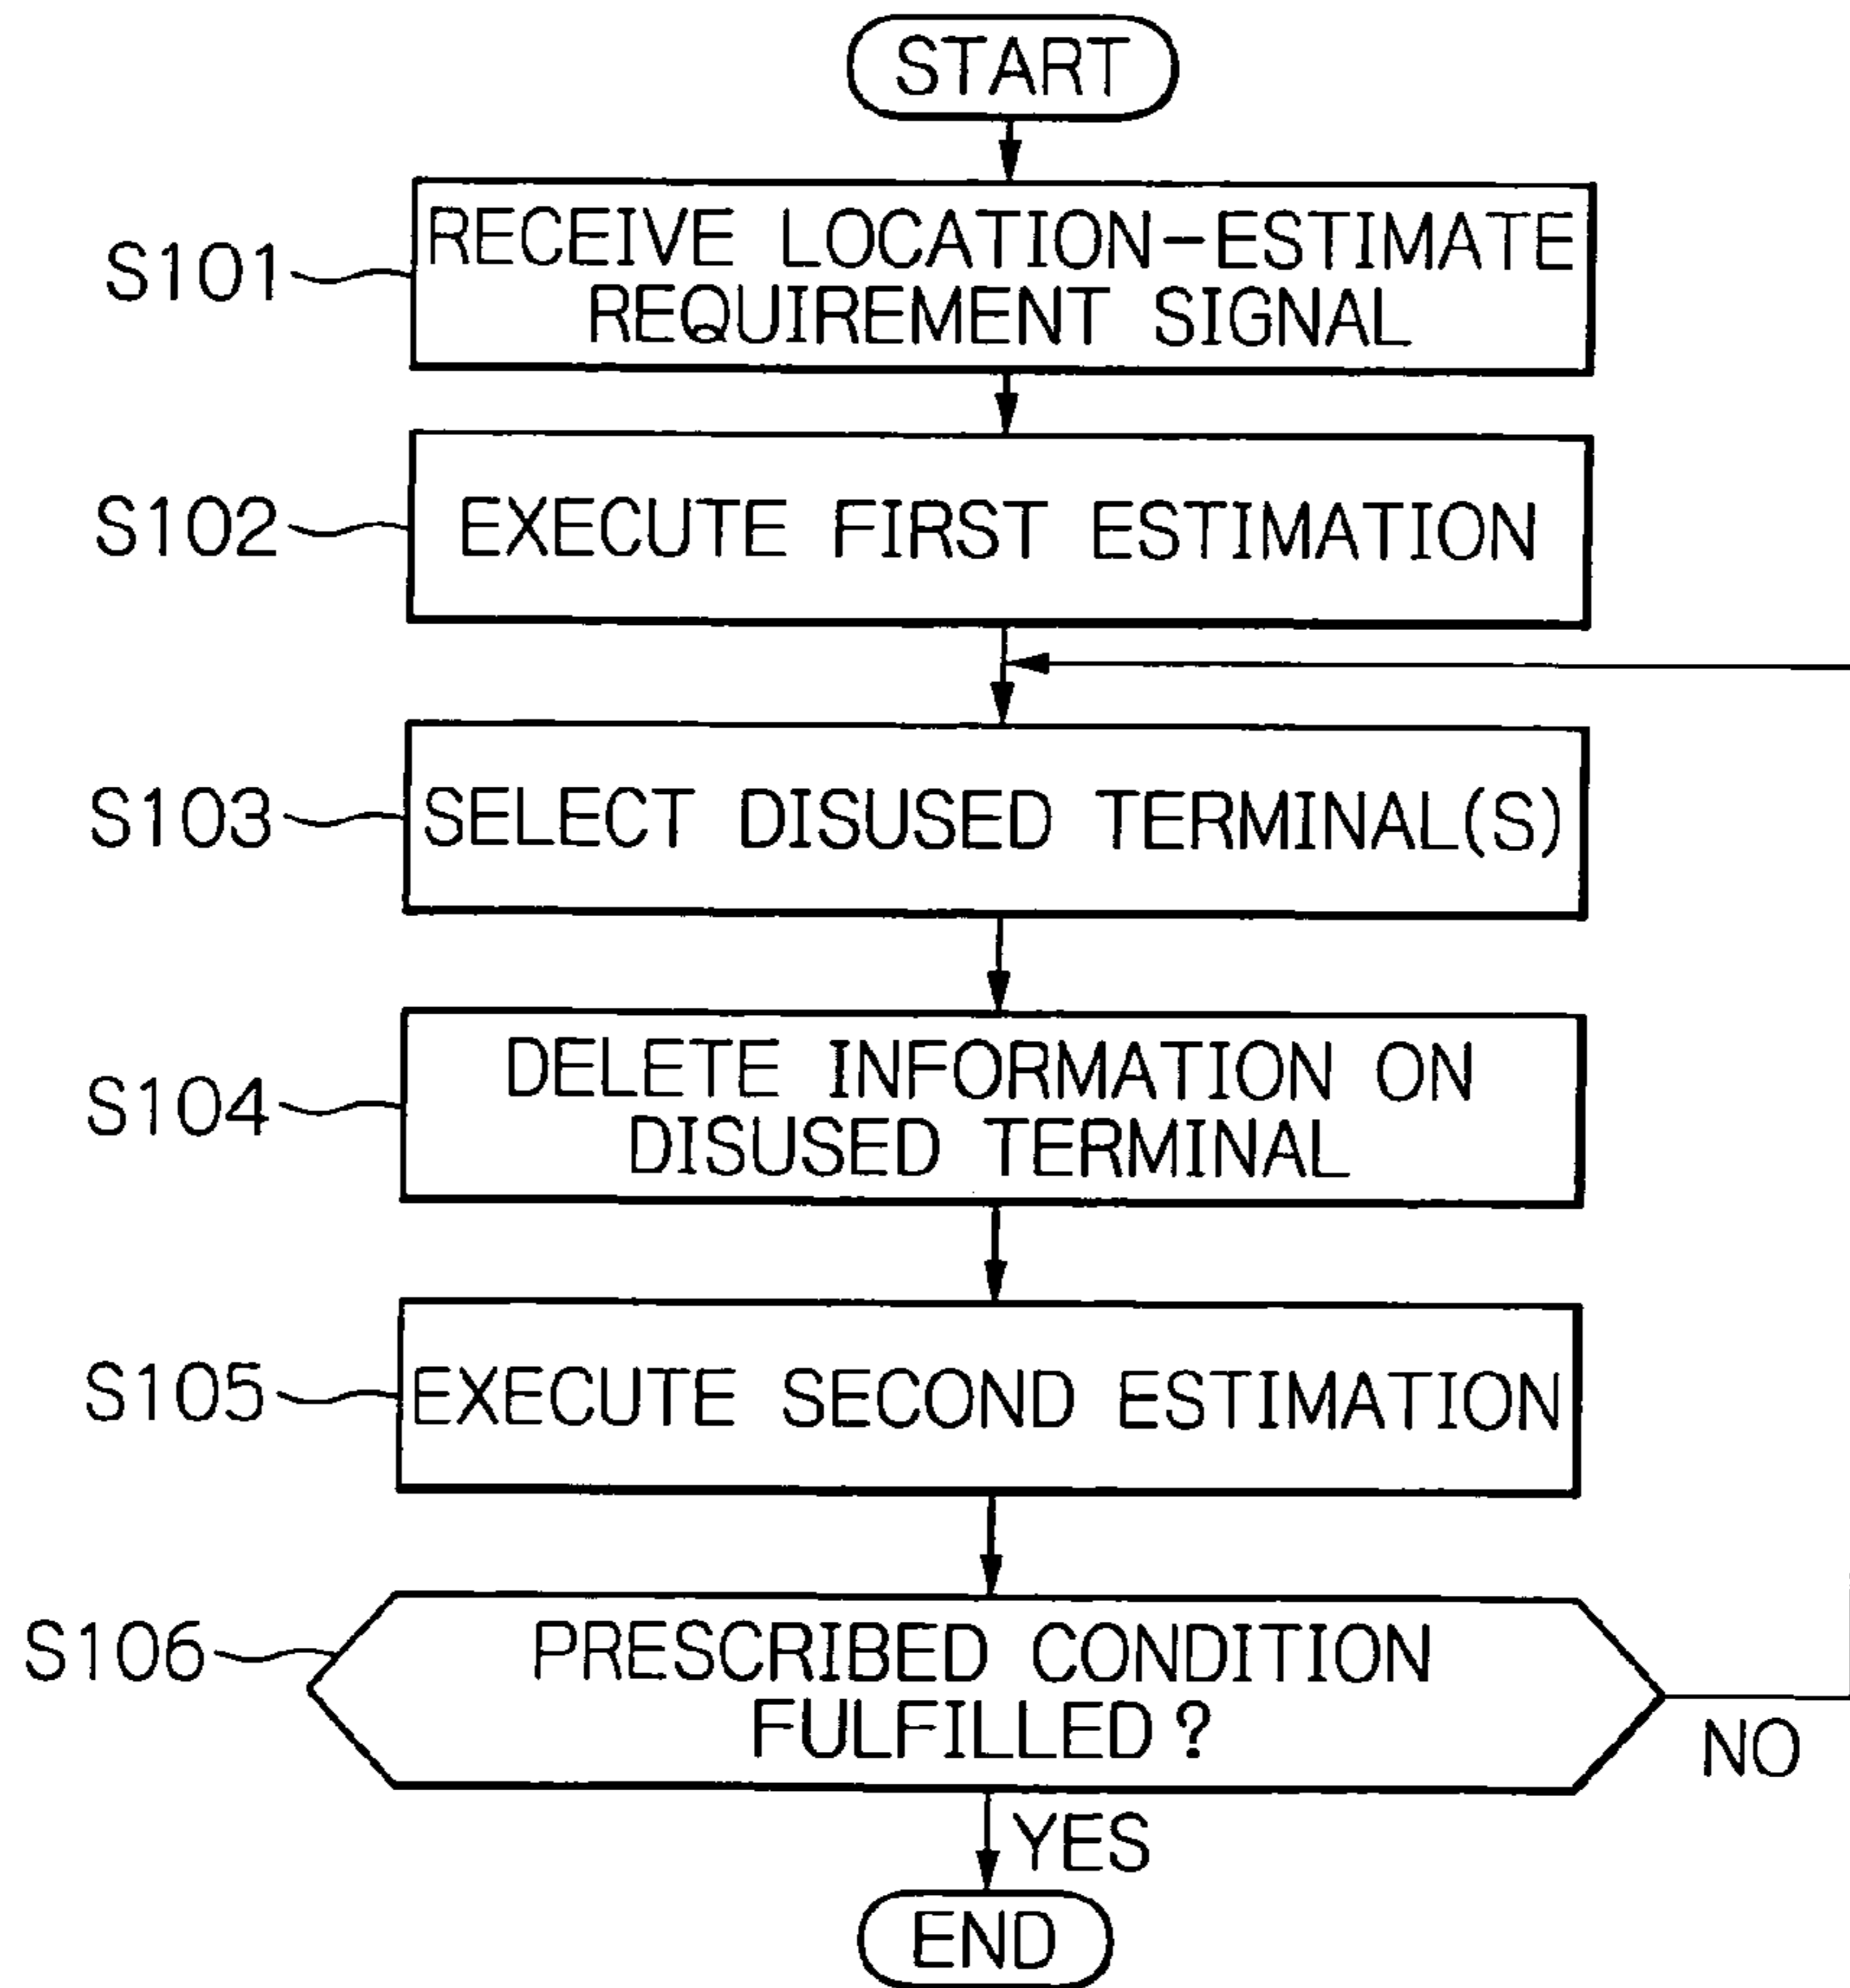 START
S101
RECEIVE LOCATION-ESTIMATE
REQUIREMENT SIGNAL
S102
EXECUTE FIRST ESTIMATION
S103
SELECT DISUSED TERMINAL(S)
S104
DELETE INFORMATION ON
DISUSED TERMINAL
S105
EXECUTE SECOND ESTIMATION
S106
PRESCRIBED CONDITION
FULFILLED?
NO
YES
END